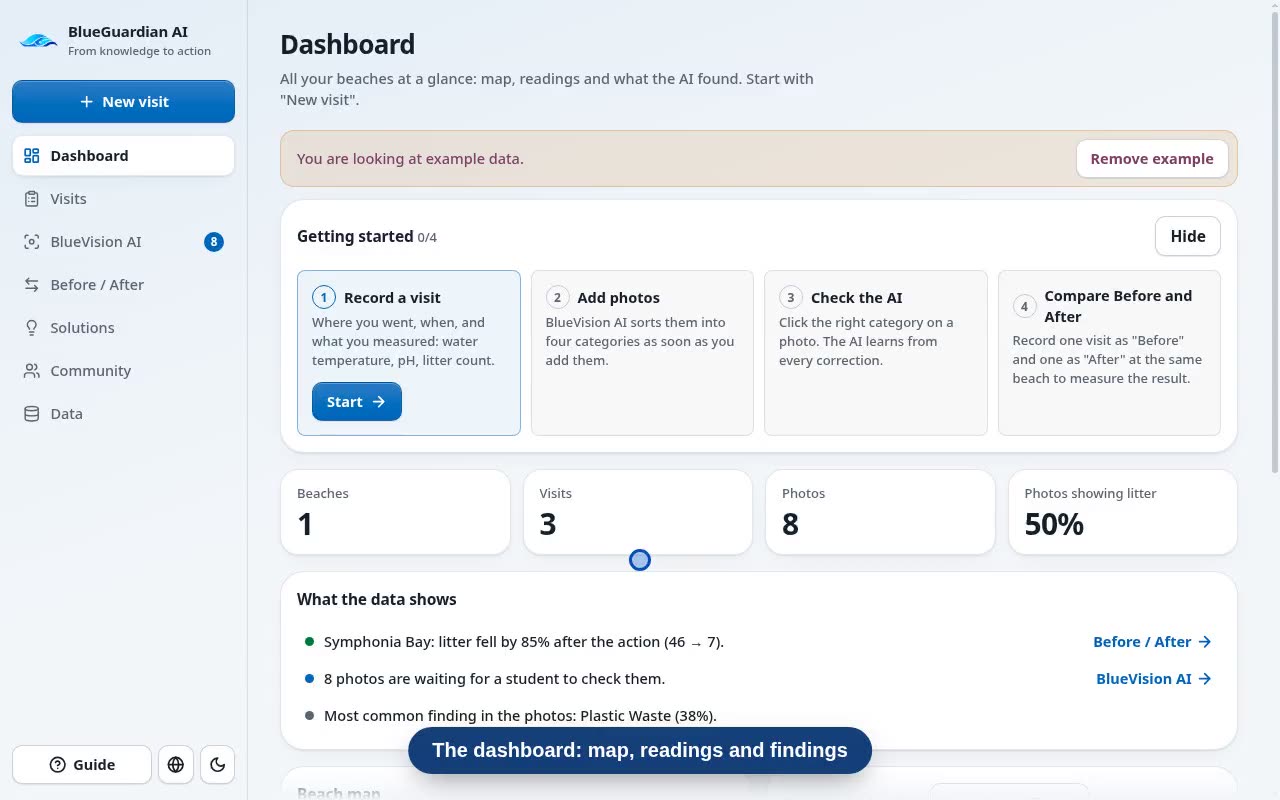 BlueGuardian AI
From knowledge to action
New visit
Dashboard
Visits
BlueVision AI 8
Before / After
Solutions
Community
Data
Guide
Dashboard
All your beaches at a glance: map, readings and what the AI found. Start with
"New visit".
You are looking at example data.
Remove example
Getting started 0/4
Hide
1 Record a visit
Where you went, when, and
what you measured: water
temperature, pH, litter count.
Start →
2 Add photos
BlueVision AI sorts them into
four categories as soon as you
add them.
3 Check the AI
Click the right category on a
photo. The AI learns from
every correction.
4 Compare Before and
After
Record one visit as "Before"
and one as "After" at the same
beach to measure the result.
Beaches
1
Visits
3
Photos
8
Photos showing litter
50%
What the data shows
Symphonia Bay: litter fell by 85% after the action (46 → 7).
Before / After →
8 photos are waiting for a student to check them.
BlueVision AI →
Most common finding in the photos: Plastic Waste (38%).
The dashboard: map, readings and findings
Beach map